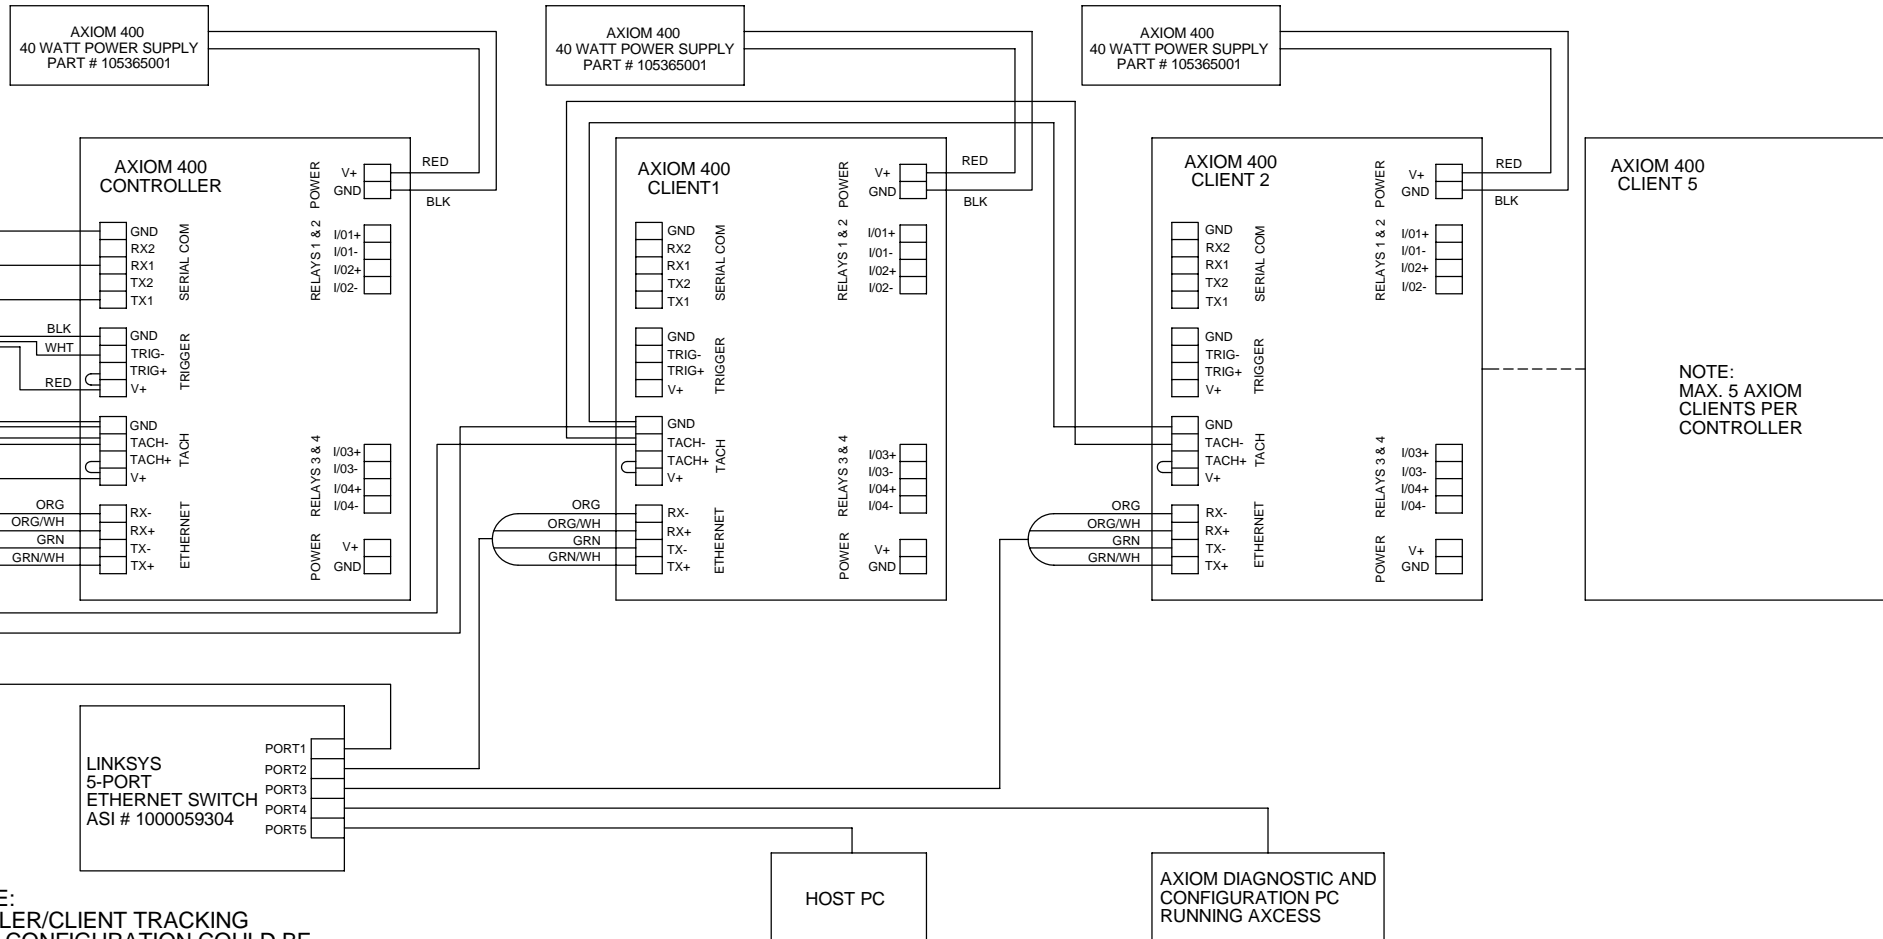 AXIOM 400
40 WATT POWER SUPPLY
PART # 105365001
AXIOM 400
40 WATT POWER SUPPLY
PART # 105365001
AXIOM 400
40 WATT POWER SUPPLY
PART # 105365001
AXIOM 400
CONTROLLER
POWER
V+
GND
RED
BLK
GND
RX2
RX1
TX2
TX1
SERIAL COM
RELAYS 1 & 2
I/01+
I/01-
I/02+
I/02-
BLK
WHT
RED
GND
TRIG-
TRIG+
V+
TRIGGER
GND
TACH-
TACH+
V+
TACH
RELAYS 3 & 4
I/03+
I/03-
I/04+
I/04-
ORG
ORG/WH
GRN
GRN/WH
RX-
RX+
TX-
TX+
ETHERNET
POWER
V+
GND
AXIOM 400
CLIENT1
POWER
V+
GND
RED
BLK
GND
RX2
RX1
TX2
TX1
SERIAL COM
RELAYS 1 & 2
I/01+
I/01-
I/02+
I/02-
GND
TRIG-
TRIG+
V+
TRIGGER
GND
TACH-
TACH+
V+
TACH
RELAYS 3 & 4
I/03+
I/03-
I/04+
I/04-
ORG
ORG/WH
GRN
GRN/WH
RX-
RX+
TX-
TX+
ETHERNET
POWER
V+
GND
AXIOM 400
CLIENT 2
POWER
V+
GND
RED
BLK
GND
RX2
RX1
TX2
TX1
SERIAL COM
RELAYS 1 & 2
I/01+
I/01-
I/02+
I/02-
GND
TRIG-
TRIG+
V+
TRIGGER
GND
TACH-
TACH+
V+
TACH
RELAYS 3 & 4
I/03+
I/03-
I/04+
I/04-
ORG
ORG/WH
GRN
GRN/WH
RX-
RX+
TX-
TX+
ETHERNET
POWER
V+
GND
AXIOM 400
CLIENT 5
NOTE:
MAX. 5 AXIOM
CLIENTS PER
CONTROLLER
LINKSYS
5-PORT
ETHERNET SWITCH
ASI # 1000059304
PORT1
PORT2
PORT3
PORT4
PORT5
HOST PC
AXIOM DIAGNOSTIC AND
CONFIGURATION PC
RUNNING AXCESS
E:
LER/CLIENT TRACKING
CONFIGURATION COULD BE